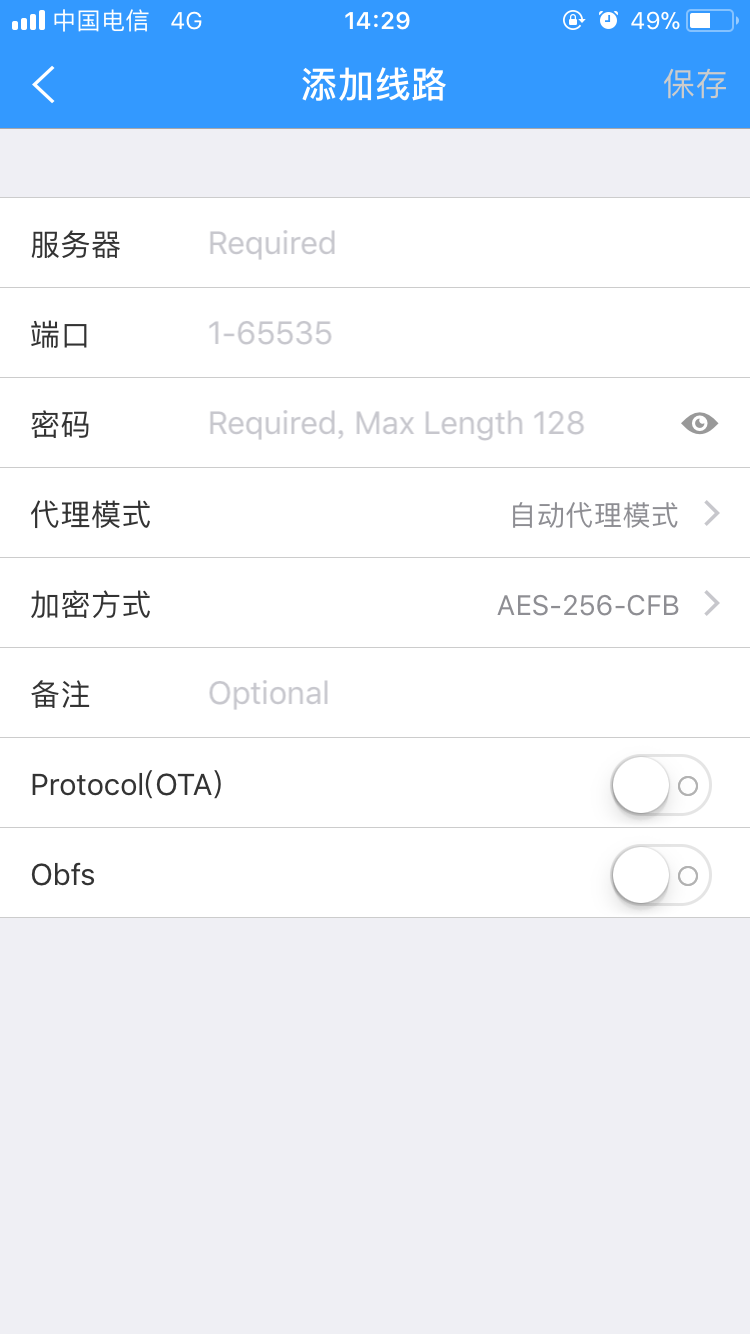 中国电信 4G 14:29 49%
添加线路 保存
服务器 Required
端口 1-65535
密码 Required, Max Length 128
代理模式 自动代理模式
加密方式 AES-256-CFB
备注 Optional
Protocol(OTA)
Obfs